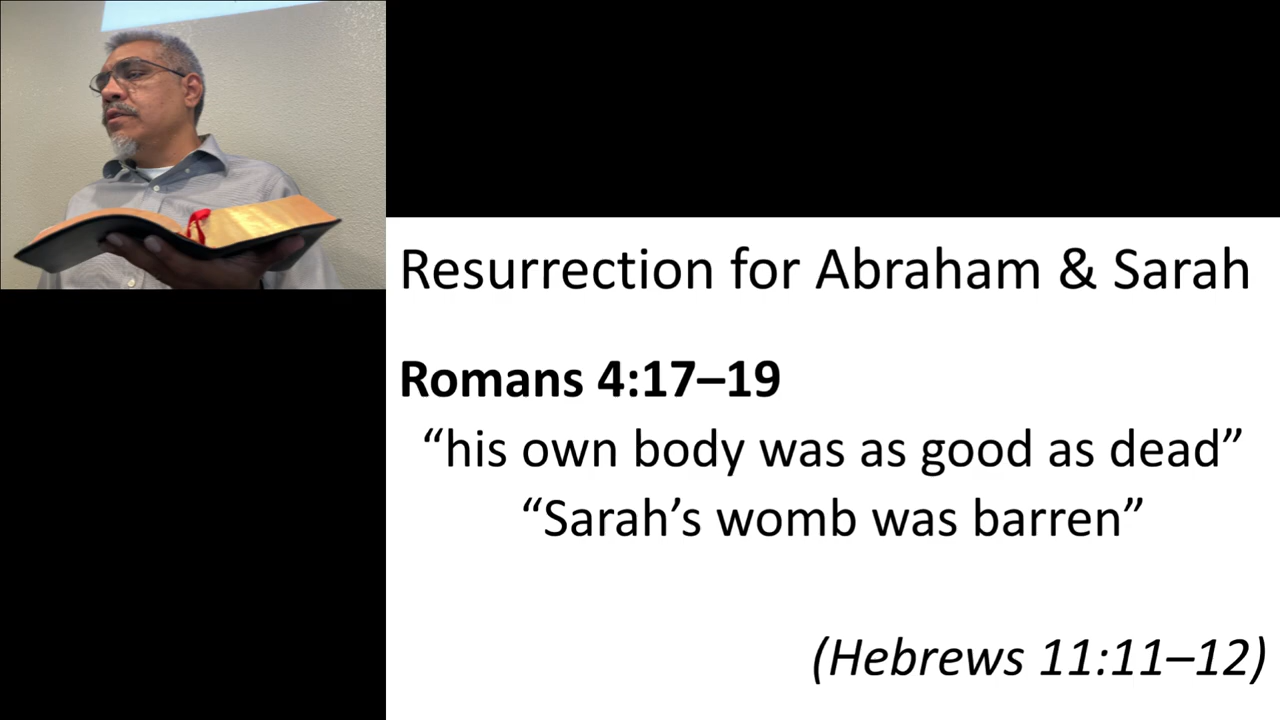 Resurrection for Abraham & Sarah
Romans 4:17–19
“his own body was as good as dead”
“Sarah’s womb was barren”
(Hebrews 11:11–12)